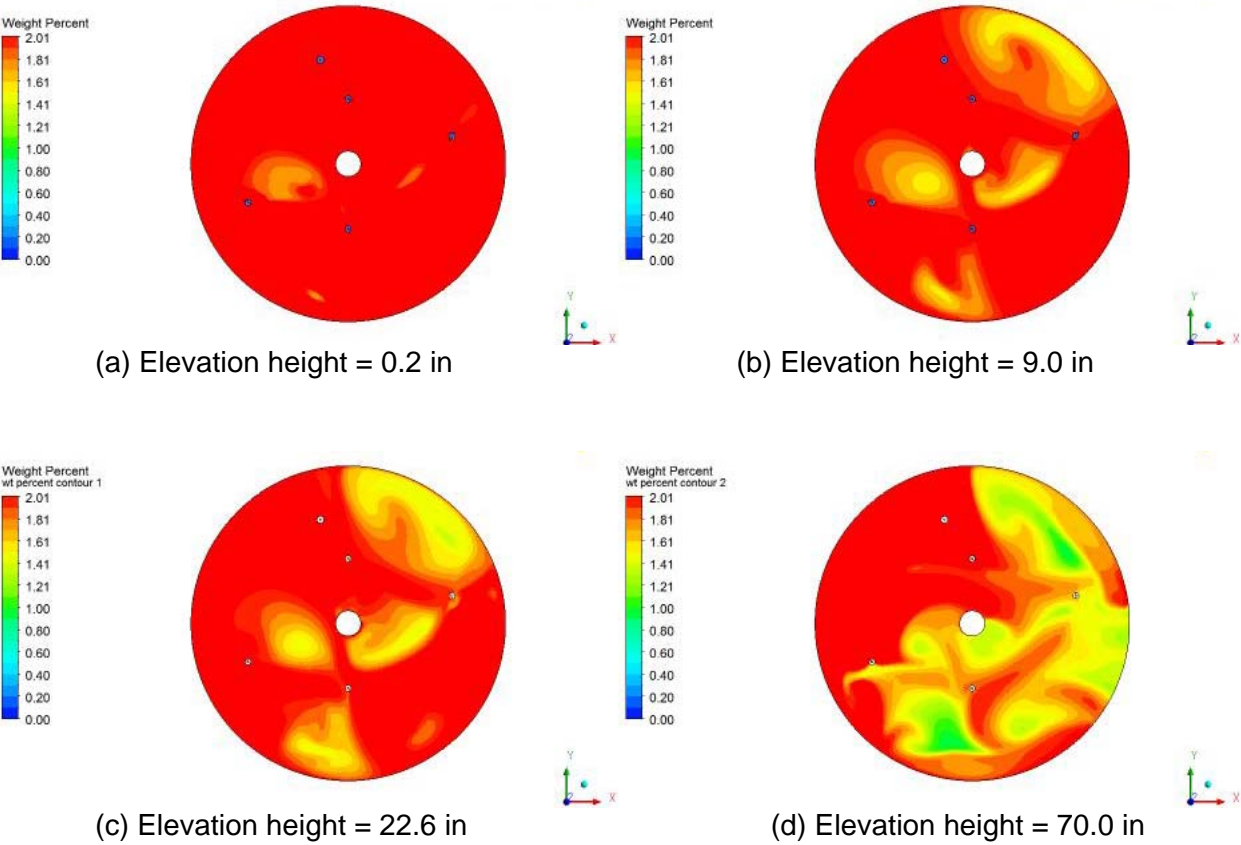 Weight Percent
2.01
1.81
1.61
1.41
1.21
1.00
0.80
0.60
0.40
0.20
0.00
Y
X
Z
(a) Elevation height = 0.2 in
Weight Percent
2.01
1.81
1.61
1.41
1.21
1.00
0.80
0.60
0.40
0.20
0.00
Y
X
Z
(b) Elevation height = 9.0 in
Weight Percent
wt percent contour 1
2.01
1.81
1.61
1.41
1.21
1.00
0.80
0.60
0.40
0.20
0.00
Y
X
Z
(c) Elevation height = 22.6 in
Weight Percent
wt percent contour 2
2.01
1.81
1.61
1.41
1.21
1.00
0.80
0.60
0.40
0.20
0.00
Y
X
Z
(d) Elevation height = 70.0 in